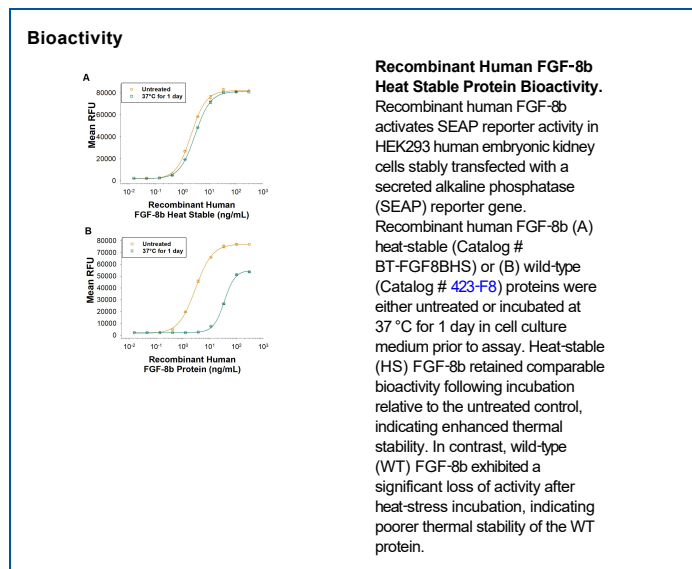 Bioactivity
A
Untreated
37°C for 1 day
Mean RFU
80000
60000
40000
20000
0
10-2
10-1
100
101
102
103
Recombinant Human
FGF-8b Heat Stable (ng/mL)
B
Untreated
37°C for 1 day
Mean RFU
80000
70000
60000
50000
40000
30000
20000
10000
0
10-2
10-1
100
101
102
103
Recombinant Human
FGF-8b Protein (ng/mL)
Recombinant Human FGF-8b
Heat Stable Protein Bioactivity.
Recombinant human FGF-8b
activates SEAP reporter activity in
HEK293 human embryonic kidney
cells stably transfected with a
secreted alkaline phosphatase
(SEAP) reporter gene.
Recombinant human FGF-8b (A)
heat-stable (Catalog #
BT-FGF8BHS) or (B) wild-type
(Catalog # 423-F8) proteins were
either untreated or incubated at
37 °C for 1 day in cell culture
medium prior to assay. Heat-stable
(HS) FGF-8b retained comparable
bioactivity following incubation
relative to the untreated control,
indicating enhanced thermal
stability. In contrast, wild-type
(WT) FGF-8b exhibited a
significant loss of activity after
heat-stress incubation, indicating
poorer thermal stability of the WT
protein.